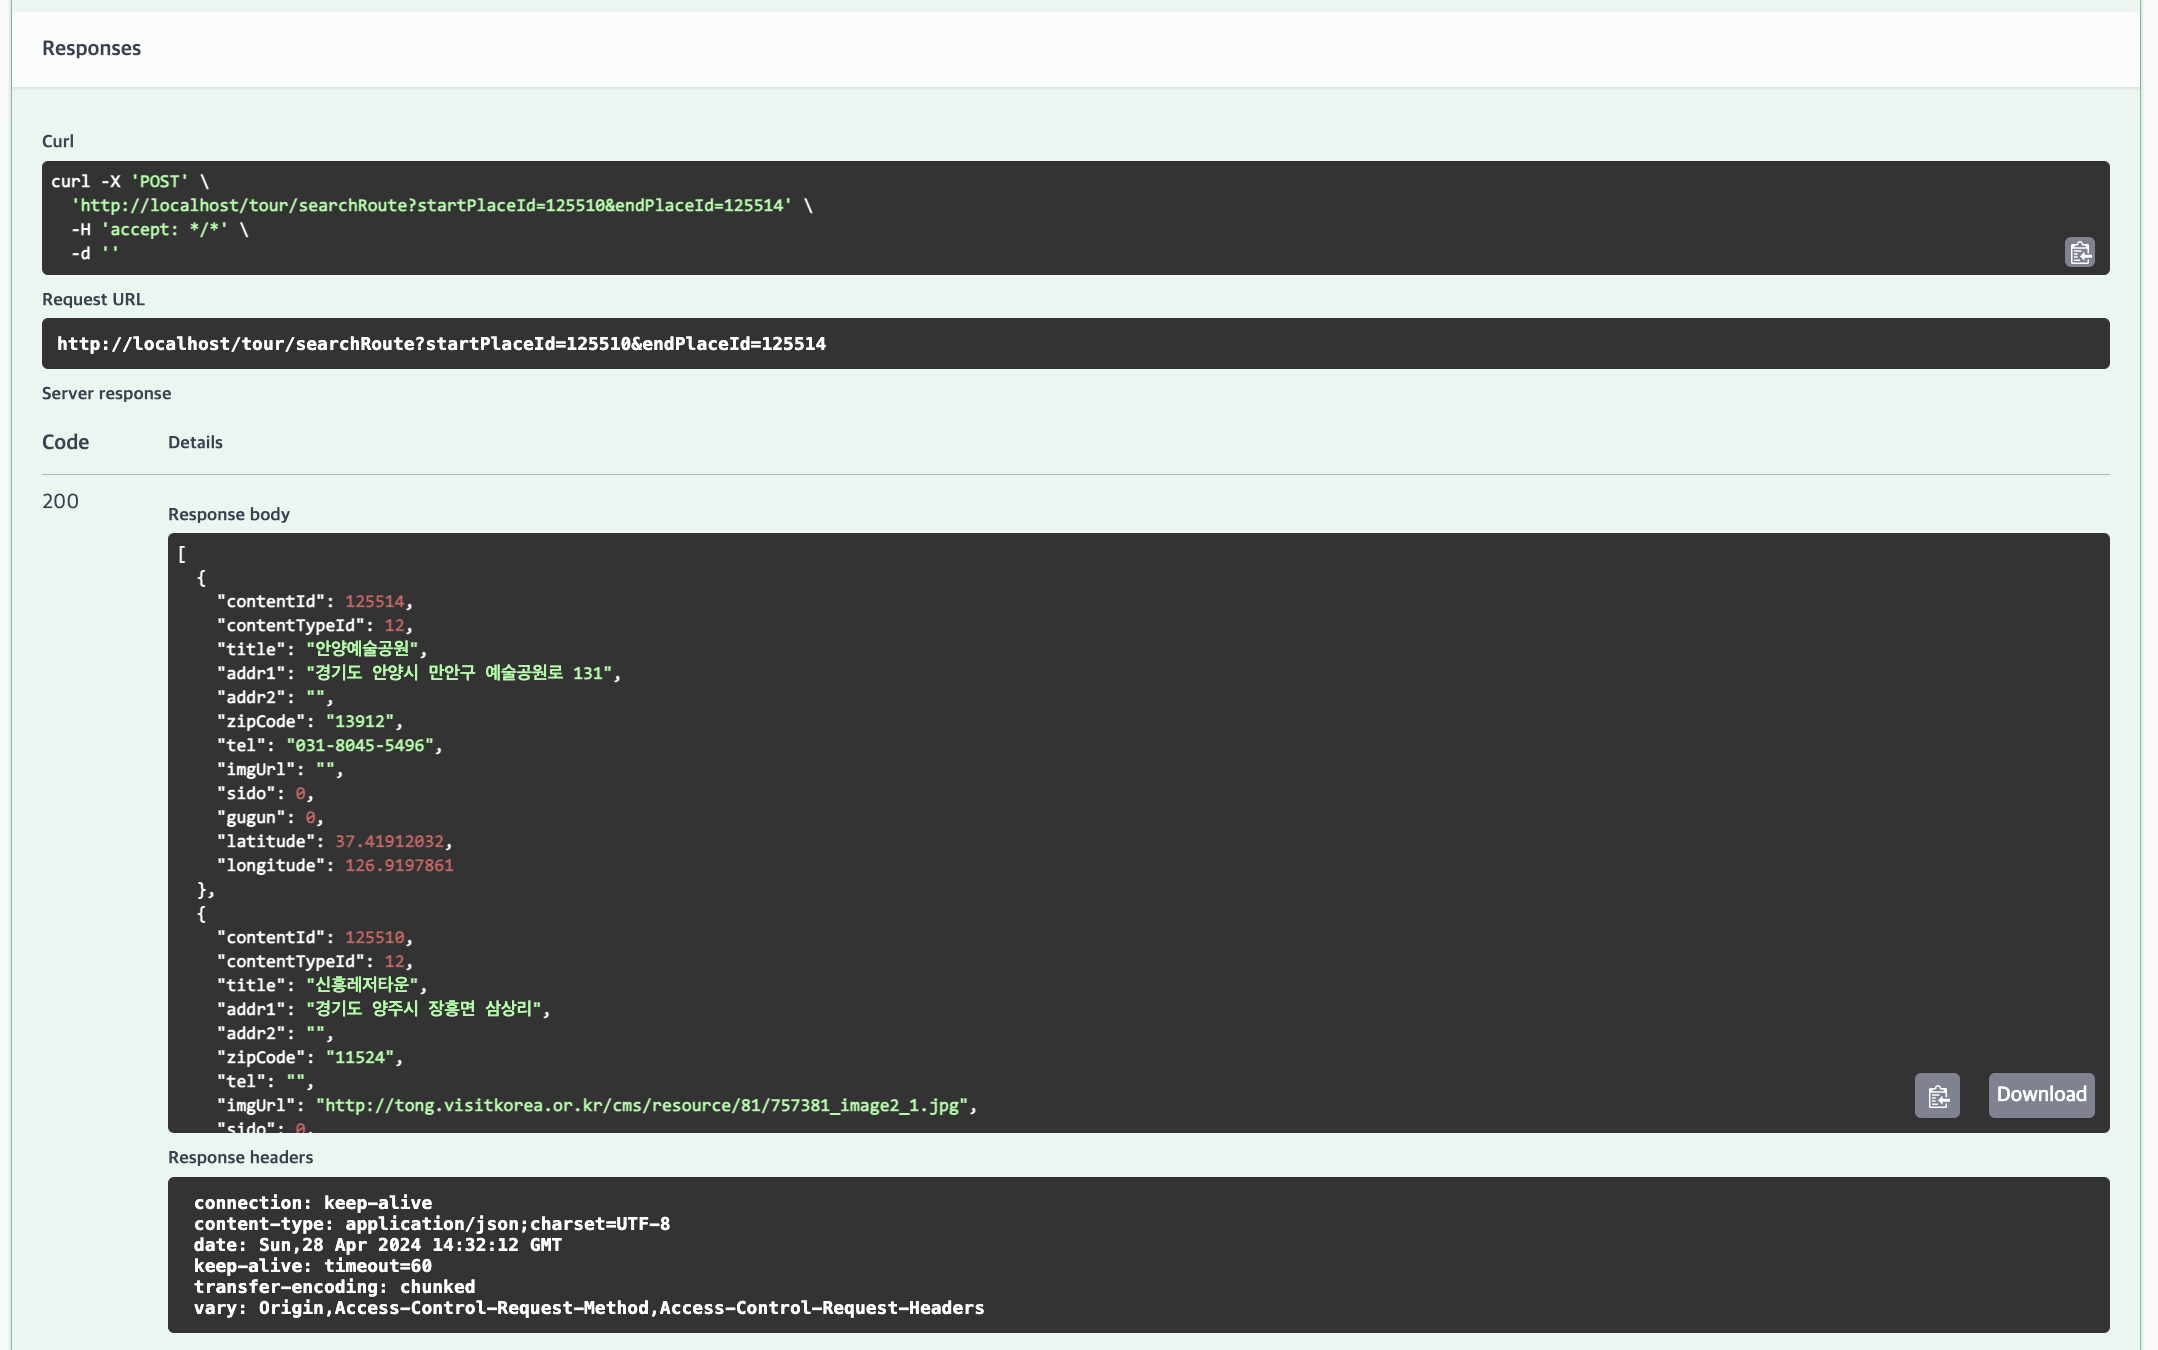 Responses
Curl
curl -X 'POST' \
  'http://localhost/tour/searchRoute?startPlaceId=125510&endPlaceId=125514' \
  -H 'accept: */*' \
  -d ''
Request URL
http://localhost/tour/searchRoute?startPlaceId=125510&endPlaceId=125514
Server response
Code Details
200
Response body
[
  {
    "contentId": 125514,
    "contentTypeId": 12,
    "title": "안양예술공원",
    "addr1": "경기도 안양시 만안구 예술공원로 131",
    "addr2": "",
    "zipCode": "13912",
    "tel": "031-8045-5496",
    "imgUrl": "",
    "sido": 0,
    "gugun": 0,
    "latitude": 37.41912032,
    "longitude": 126.9197861
  },
  {
    "contentId": 125510,
    "contentTypeId": 12,
    "title": "신흥레저타운",
    "addr1": "경기도 양주시 장흥면 삼상리",
    "addr2": "",
    "zipCode": "11524",
    "tel": "",
    "imgUrl": "http://tong.visitkorea.or.kr/cms/resource/81/757381_image2_1.jpg",
    "sido": 0,
Download
Response headers
connection: keep-alive
content-type: application/json;charset=UTF-8
date: Sun,28 Apr 2024 14:32:12 GMT
keep-alive: timeout=60
transfer-encoding: chunked
vary: Origin,Access-Control-Request-Method,Access-Control-Request-Headers